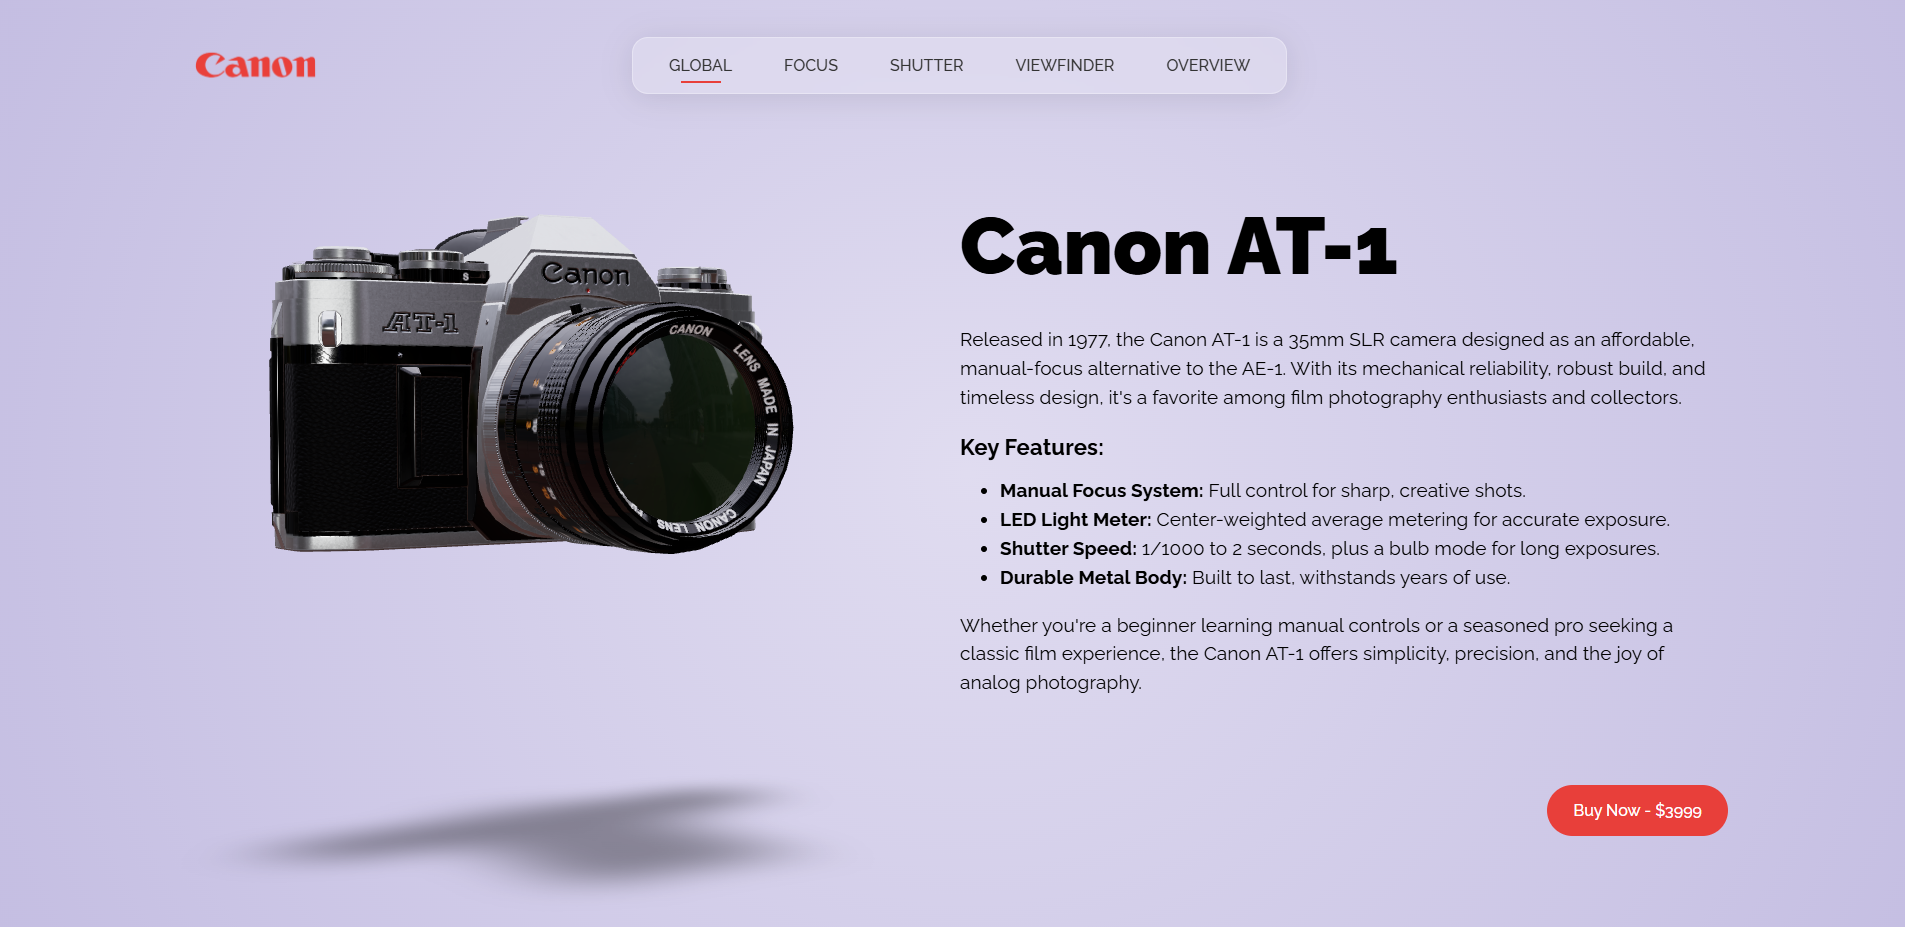 Canon
GLOBAL FOCUS SHUTTER VIEWFINDER OVERVIEW
Canon
AT-1
S
CANON LENS MADE IN JAPAN
CANON LENS
Canon AT-1
Released in 1977, the Canon AT-1 is a 35mm SLR camera designed as an affordable,
manual-focus alternative to the AE-1. With its mechanical reliability, robust build, and
timeless design, it's a favorite among film photography enthusiasts and collectors.
Key Features:
• Manual Focus System: Full control for sharp, creative shots.
• LED Light Meter: Center-weighted average metering for accurate exposure.
• Shutter Speed: 1/1000 to 2 seconds, plus a bulb mode for long exposures.
• Durable Metal Body: Built to last, withstands years of use.
Whether you're a beginner learning manual controls or a seasoned pro seeking a
classic film experience, the Canon AT-1 offers simplicity, precision, and the joy of
analog photography.
Buy Now - $3999